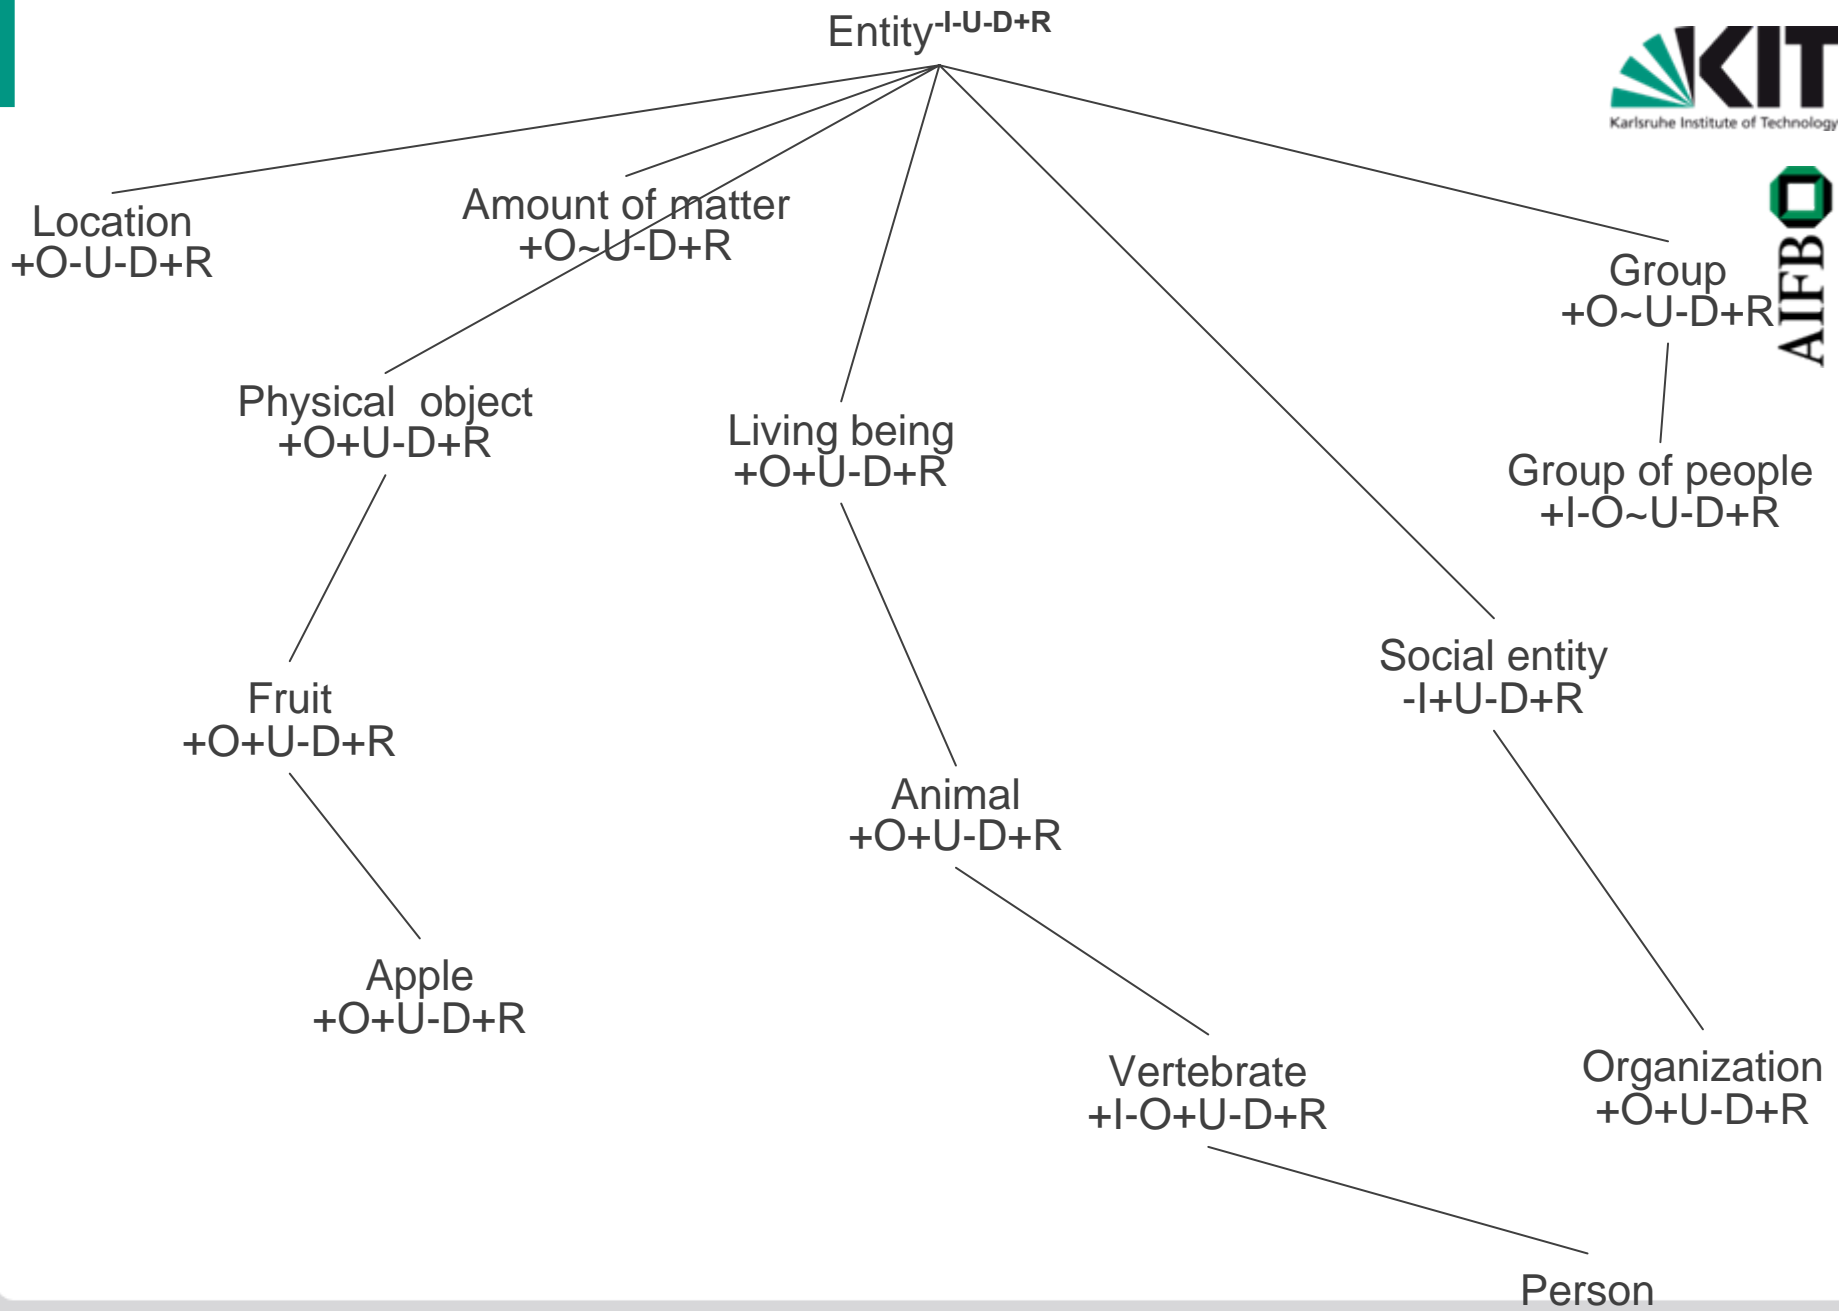 Entity-I-U-D+R
KIT
Karlsruhe Institute of Technology
AIFB
Location
+O-U-D+R
Amount of matter
+O~U-D+R
Group
+O~U-D+R
Physical object
+O+U-D+R
Living being
+O+U-D+R
Group of people
+I-O~U-D+R
Fruit
+O+U-D+R
Social entity
-I+U-D+R
Animal
+O+U-D+R
Apple
+O+U-D+R
Vertebrate
+I-O+U-D+R
Organization
+O+U-D+R
Person